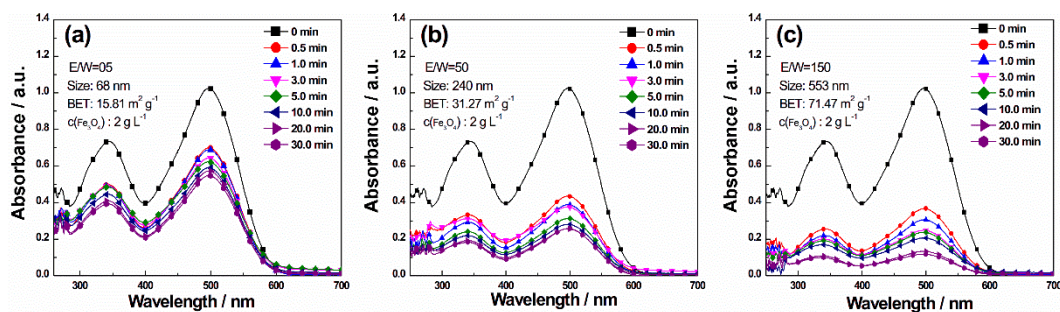 (a)
E/W=05
Size: 68 nm
BET: 15.81 m² g⁻¹
c(Fe₃O₄) : 2 g L⁻¹
0 min
0.5 min
1.0 min
3.0 min
5.0 min
10.0 min
20.0 min
30.0 min
Absorbance / a.u.
1.4
1.2
1.0
0.8
0.6
0.4
0.2
0.0
300 400 500 600 700
Wavelength / nm
(b)
E/W=50
Size: 240 nm
BET: 31.27 m² g⁻¹
c(Fe₃O₄) : 2 g L⁻¹
0 min
0.5 min
1.0 min
3.0 min
5.0 min
10.0 min
20.0 min
30.0 min
Absorbance / a.u.
1.4
1.2
1.0
0.8
0.6
0.4
0.2
0.0
300 400 500 600 700
Wavelength / nm
(c)
E/W=150
Size: 553 nm
BET: 71.47 m² g⁻¹
c(Fe₃O₄) : 2 g L⁻¹
0 min
0.5 min
1.0 min
3.0 min
5.0 min
10.0 min
20.0 min
30.0 min
Absorbance / a.u.
1.4
1.2
1.0
0.8
0.6
0.4
0.2
0.0
300 400 500 600 700
Wavelength / nm